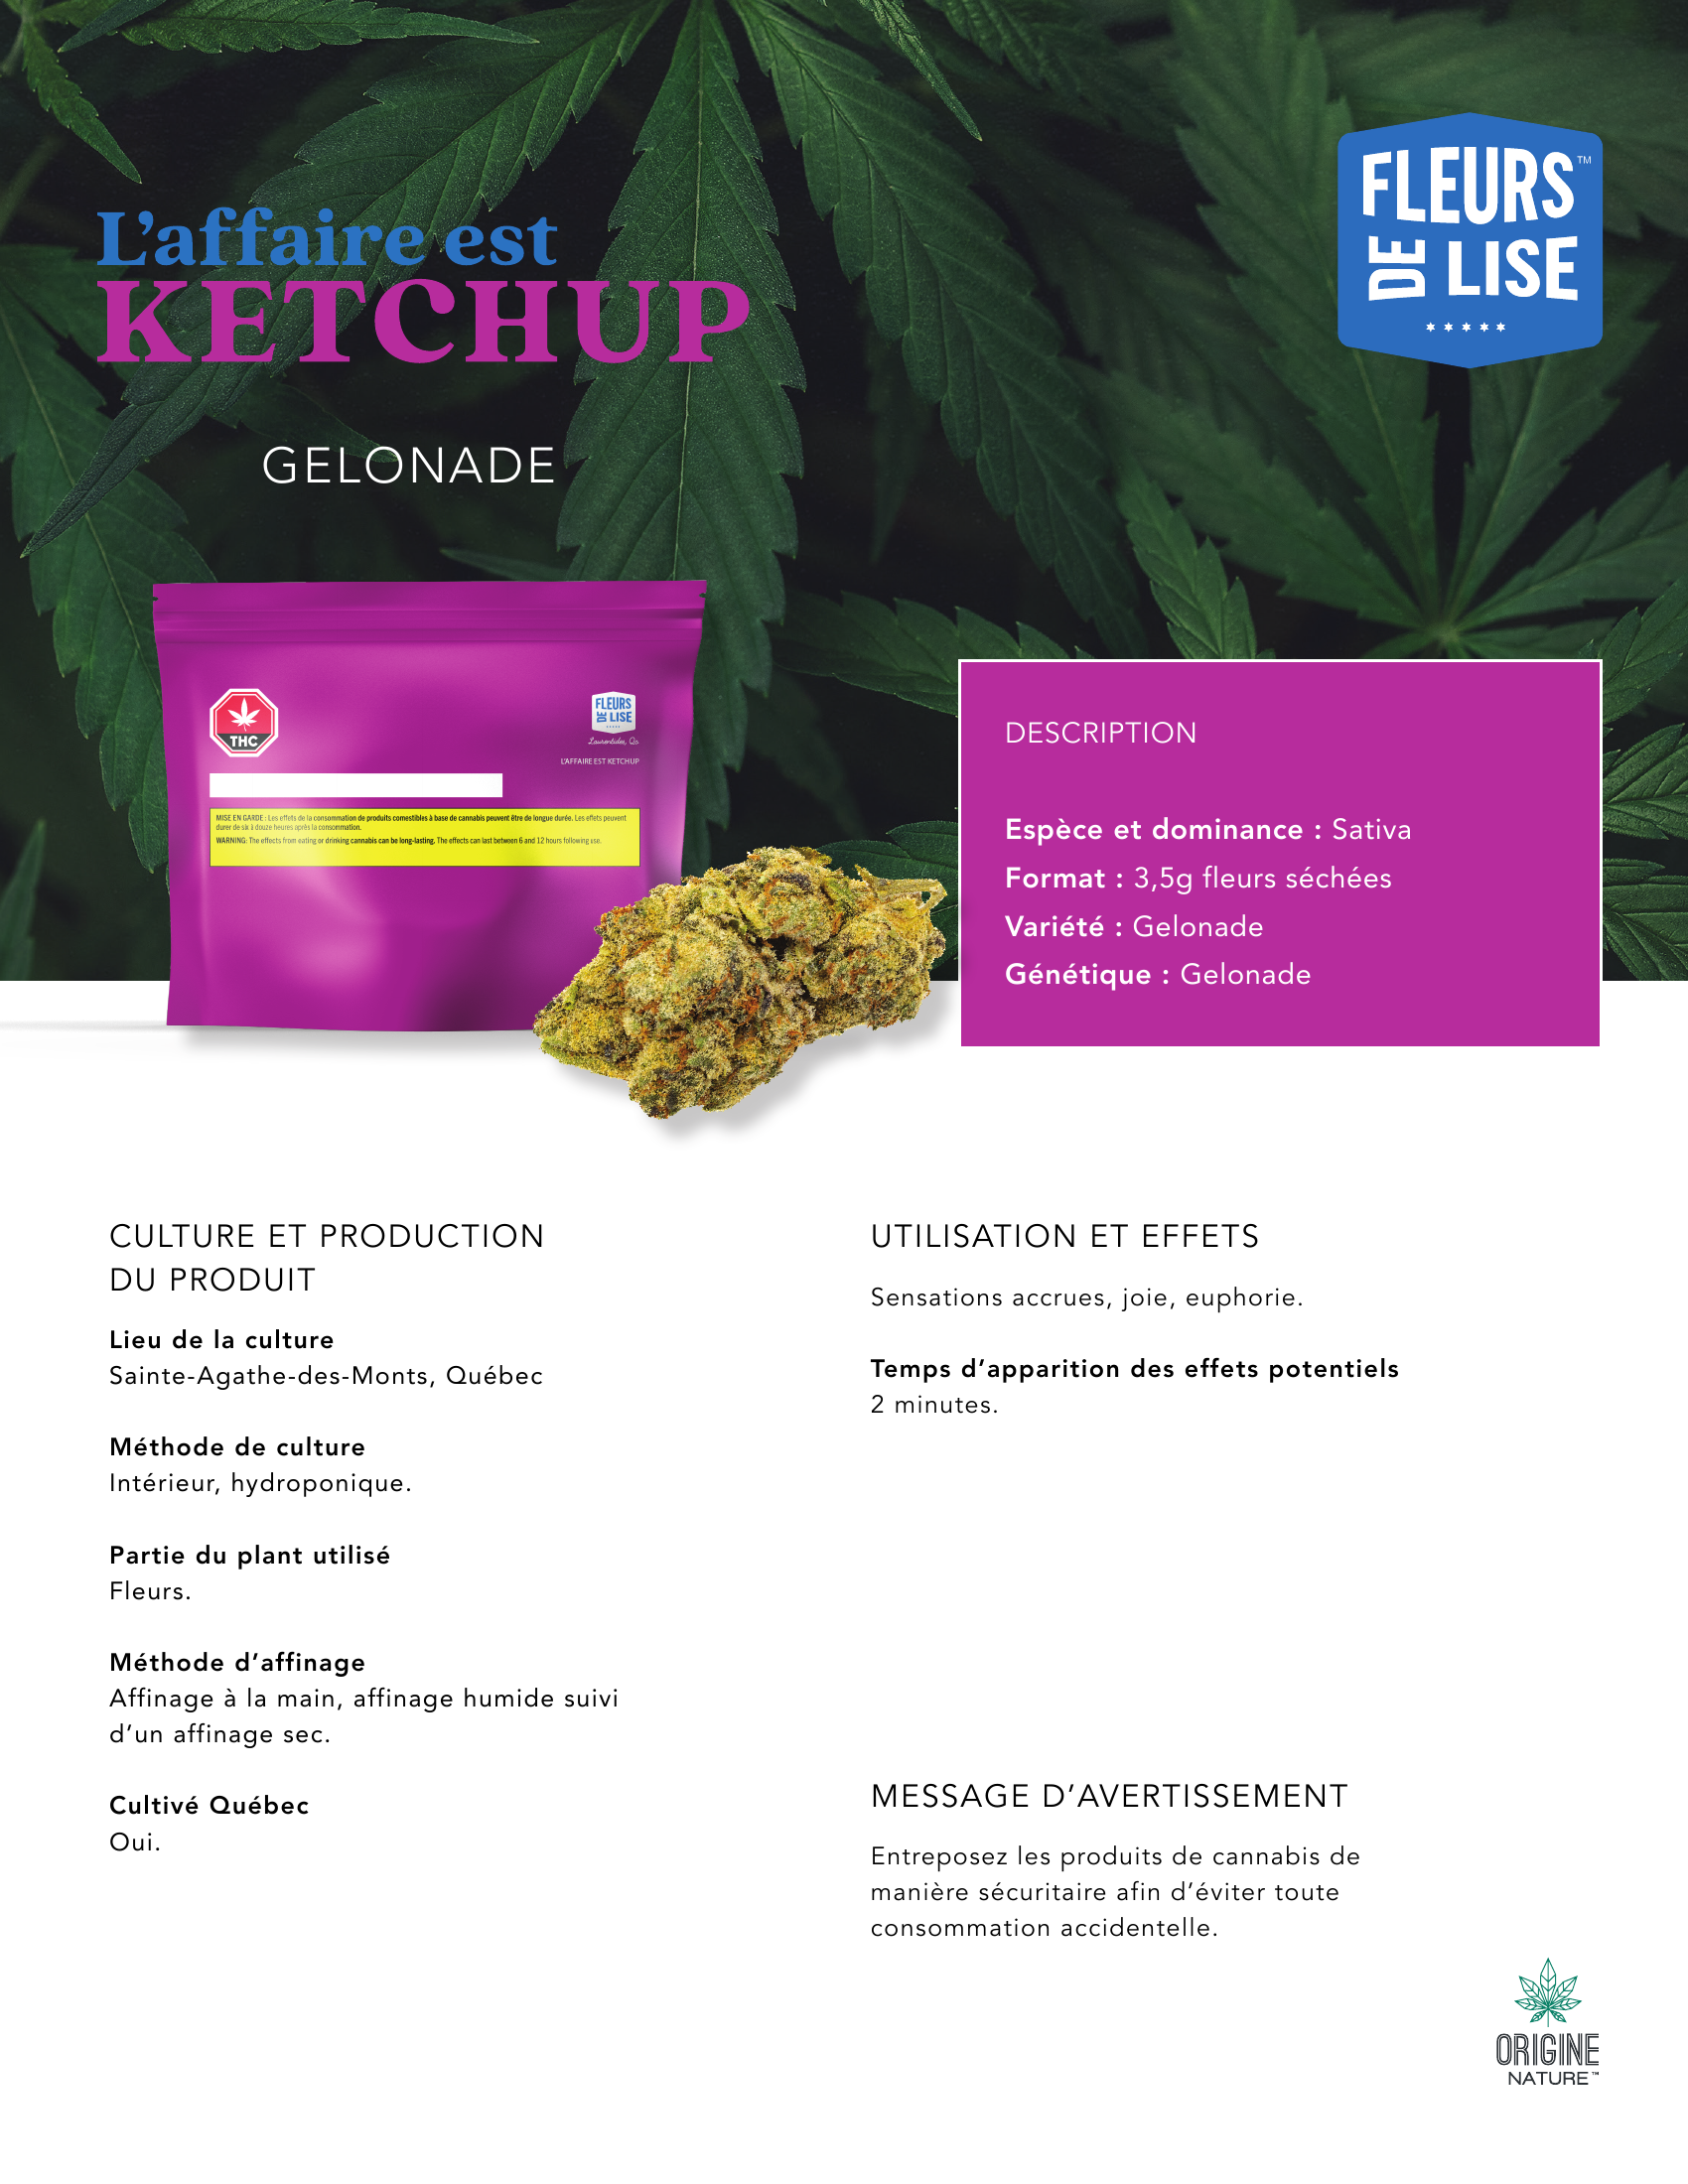 L'affaire est
KETCHUP
FLEURS™
DE LISE
GELONADE
THC
FLEURS
DE LISE
Laurentides, Qc
L'AFFAIRE EST KETCHUP
MISE EN GARDE : Les effets de la consommation de produits comestibles à base de cannabis peuvent être de longue durée. Les effets peuvent
durer de six à douze heures après la consommation.
WARNING: The effects from eating or drinking cannabis can be long-lasting. The effects can last between 6 and 12 hours following use.
DESCRIPTION
Espèce et dominance : Sativa
Format : 3,5g fleurs séchées
Variété : Gelonade
Génétique : Gelonade
CULTURE ET PRODUCTION
DU PRODUIT
Lieu de la culture
Sainte-Agathe-des-Monts, Québec
Méthode de culture
Intérieur, hydroponique.
Partie du plant utilisé
Fleurs.
Méthode d'affinage
Affinage à la main, affinage humide suivi
d'un affinage sec.
Cultivé Québec
Oui.
UTILISATION ET EFFETS
Sensations accrues, joie, euphorie.
Temps d'apparition des effets potentiels
2 minutes.
MESSAGE D'AVERTISSEMENT
Entreposez les produits de cannabis de
manière sécuritaire afin d'éviter toute
consommation accidentelle.
ORIGINE
NATURE™